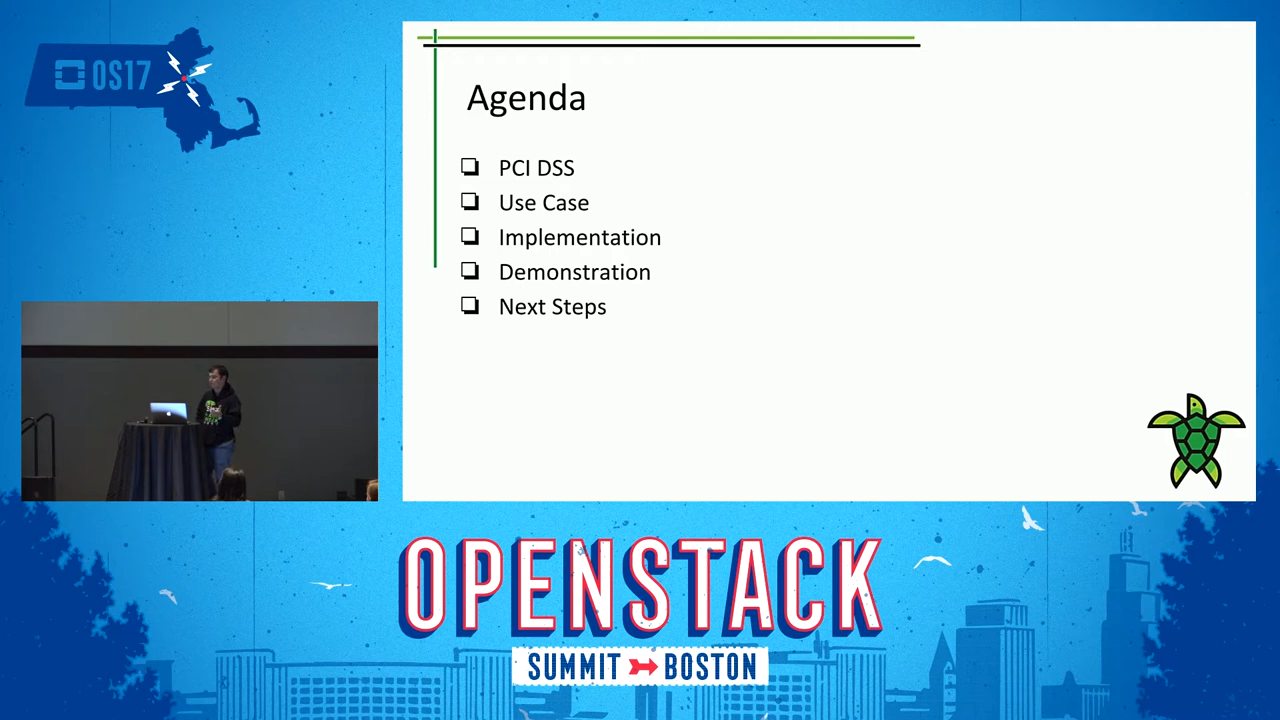 OS17
Agenda
PCI DSS
Use Case
Implementation
Demonstration
Next Steps
OPENSTACK
SUMMIT BOSTON